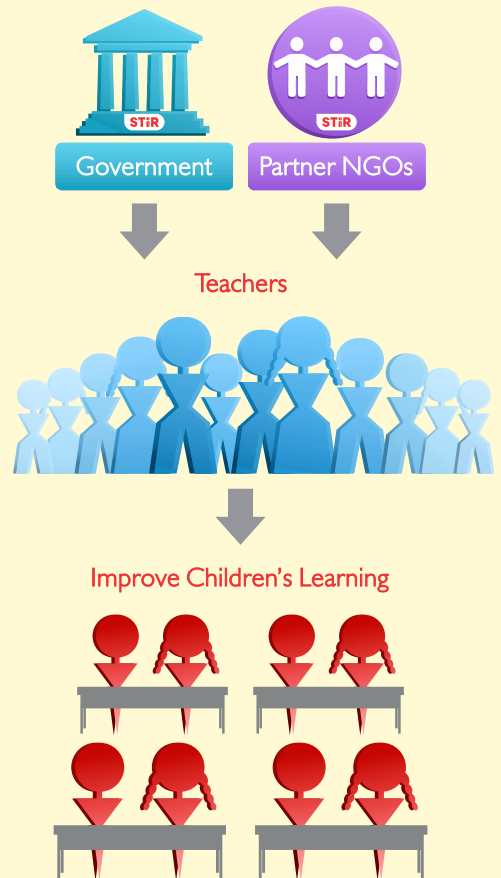 STiR
STiR
Government
Partner NGOs
Teachers
Improve Children's Learning